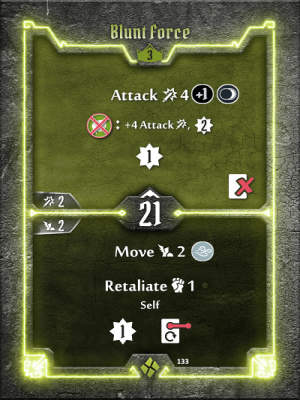 Blunt Force
3
Attack 4 +1
: +4 Attack , 2
1
2
21
2
Move 2
Retaliate 1
Self
1
133